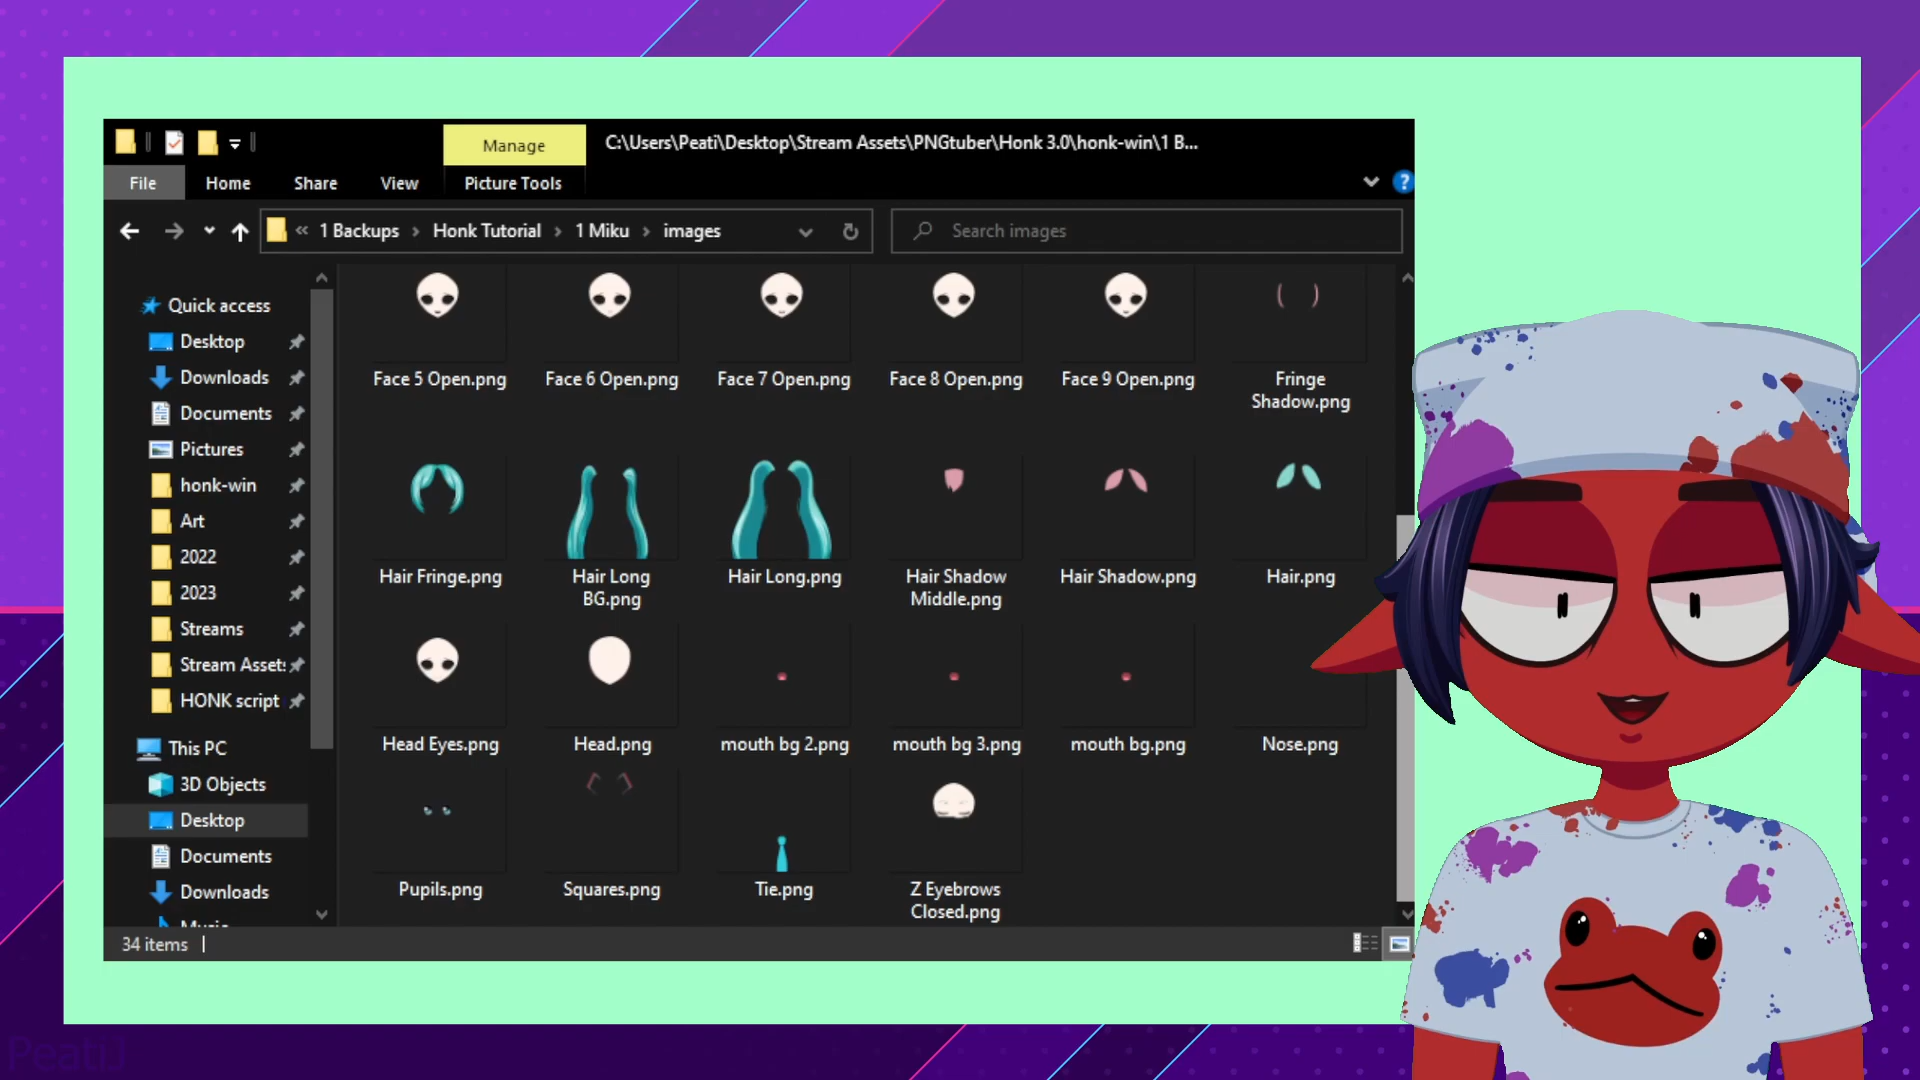 Manage
C:\Users\Peati\Desktop\Stream Assets\PNGtuber\Honk 3.0\honk-win\1 B...
File
Home
Share
View
Picture Tools
?
« 1 Backups > Honk Tutorial > 1 Miku > images
Search images
Quick access
Desktop
Downloads
Documents
Pictures
honk-win
Art
2022
2023
Streams
Stream Asset
HONK script
This PC
3D Objects
Desktop
Documents
Downloads
Music
Face 5 Open.png
Face 6 Open.png
Face 7 Open.png
Face 8 Open.png
Face 9 Open.png
Fringe
Shadow.png
Hair Fringe.png
Hair Long
BG.png
Hair Long.png
Hair Shadow
Middle.png
Hair Shadow.png
Hair.png
Head Eyes.png
Head.png
mouth bg 2.png
mouth bg 3.png
mouth bg.png
Nose.png
Pupils.png
Squares.png
Tie.png
Z Eyebrows
Closed.png
34 items
PeatiJ